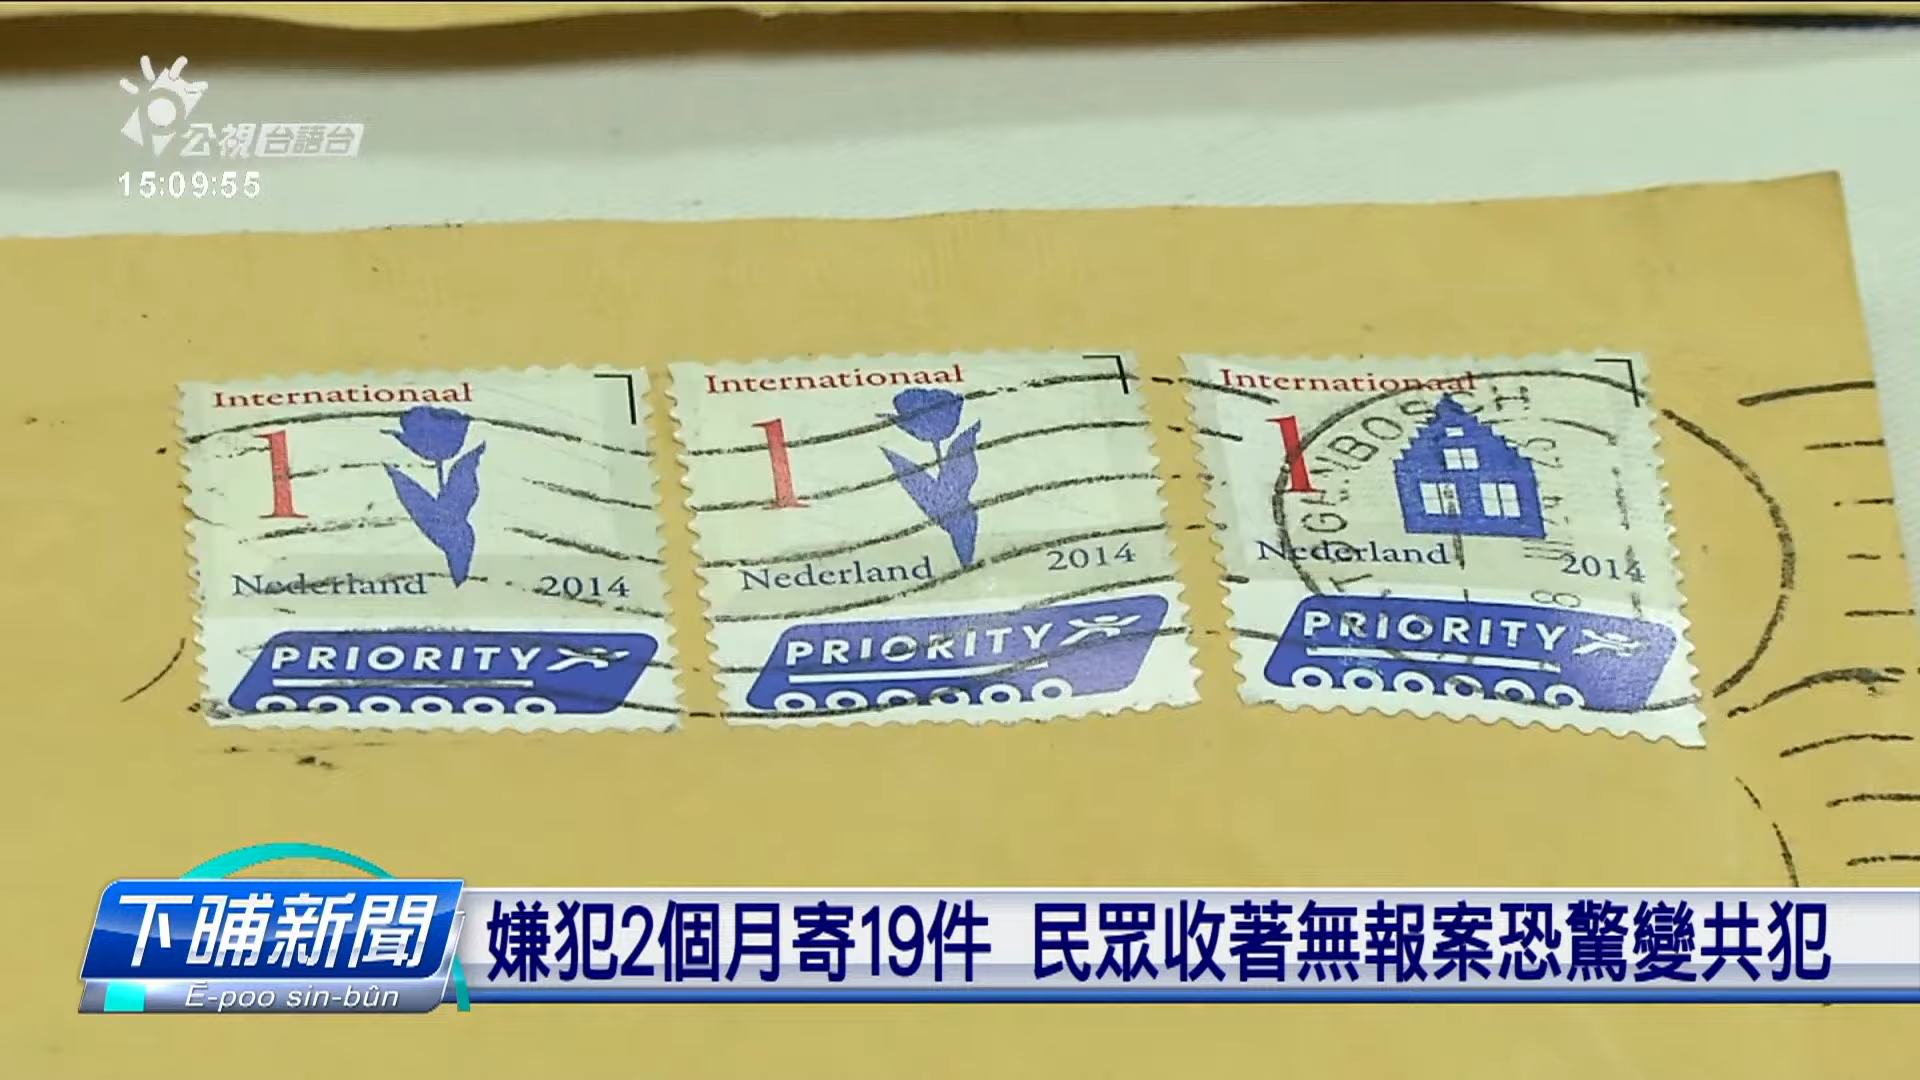 公視台語台
15:09:55
Internationaal
1
Nederland 2014
PRIORITY
Internationaal
1
Nederland 2014
PRIORITY
Internationaal
1
Nederland 2014
PRIORITY
下晡新聞
Ē-poo sin-bûn
嫌犯2個月寄19件 民眾收著無報案恐驚變共犯